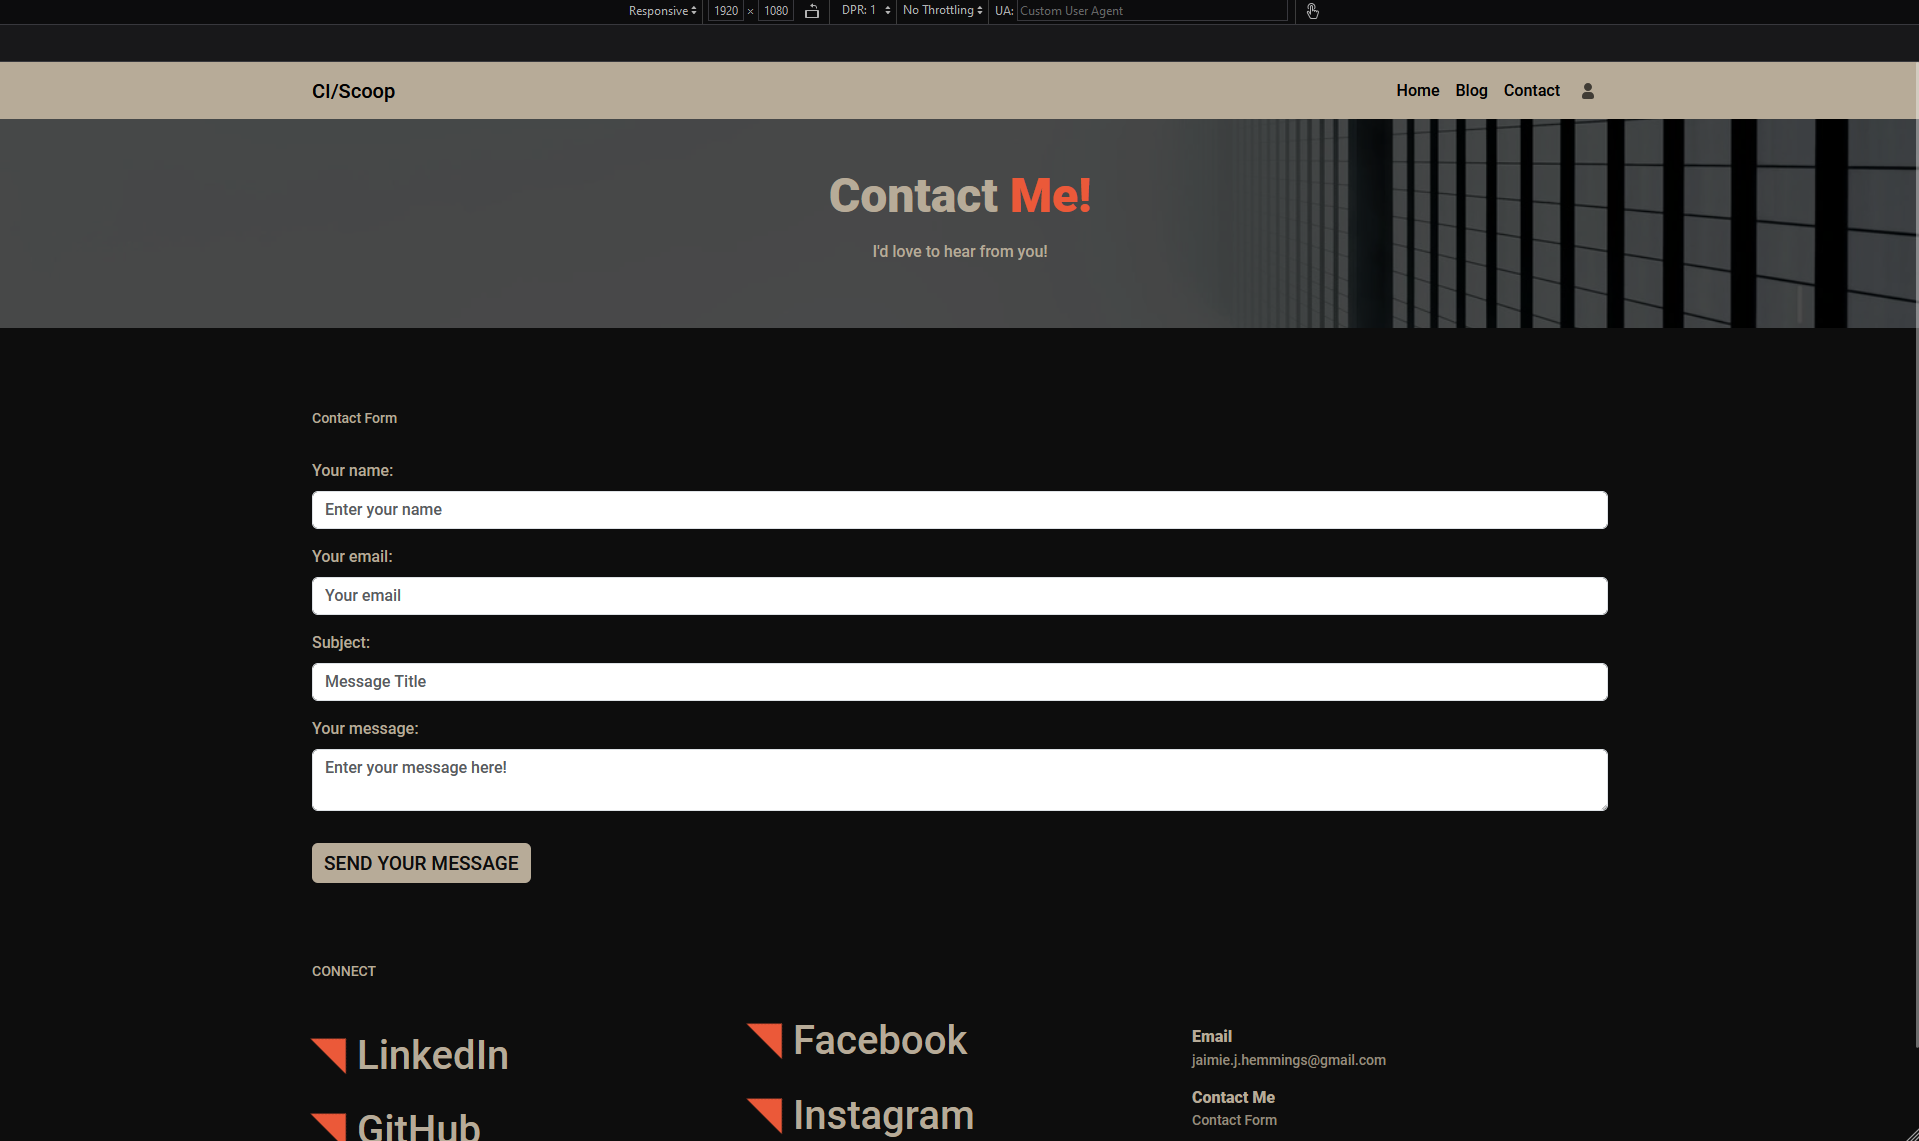 Responsive 1920 × 1080 DPR: 1 No Throttling UA: Custom User Agent
CI/Scoop Home Blog Contact
Contact Me!
I'd love to hear from you!
Contact Form
Your name:
Enter your name
Your email:
Your email
Subject:
Message Title
Your message:
Enter your message here!
SEND YOUR MESSAGE
CONNECT
LinkedIn
GitHub
Facebook
Instagram
Email
jaimie.j.hemmings@gmail.com
Contact Me
Contact Form